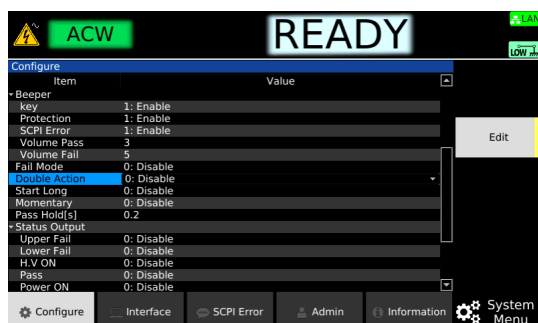 ACW
READY
LAN
LOW
Configure
Item Value
Beeper
key 1: Enable
Protection 1: Enable
SCPI Error 1: Enable
Volume Pass 3
Volume Fail 5
Fail Mode 0: Disable
Double Action 0: Disable
Start Long 0: Disable
Momentary 0: Disable
Pass Hold[s] 0.2
Status Output
Upper Fail 0: Disable
Lower Fail 0: Disable
H.V ON 0: Disable
Pass 0: Disable
Power ON 0: Disable
Edit
Configure Interface SCPI Error Admin Information System Menu